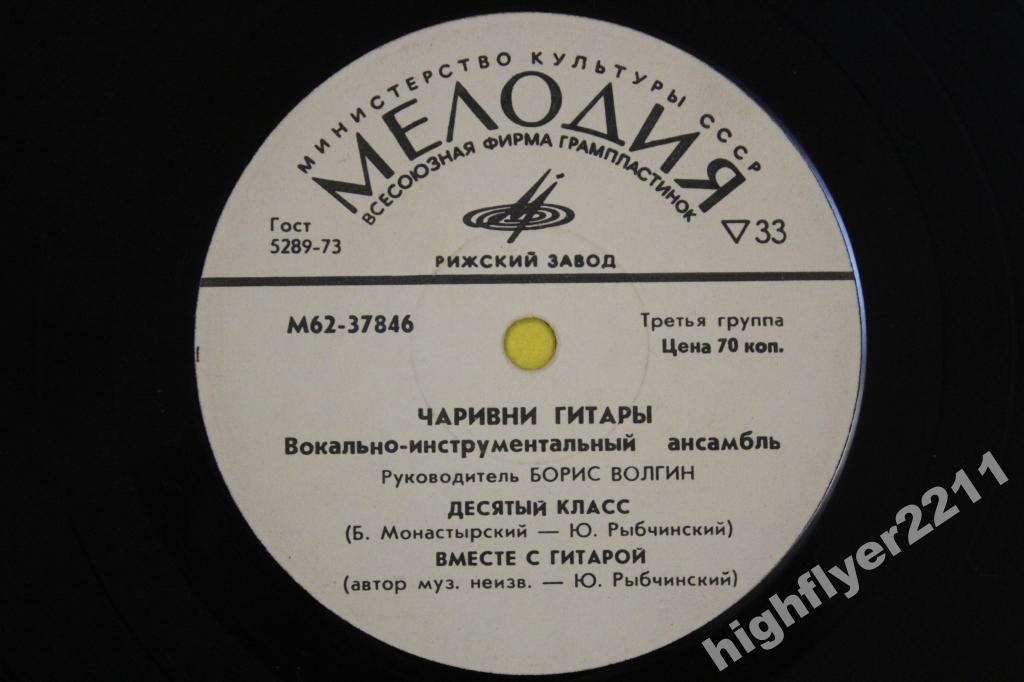 МИНИСТЕРСТВО КУЛЬТУРЫ СССР
МЕЛОДИЯ
ВСЕСОЮЗНАЯ ФИРМА ГРАМПЛАСТИНОК
Гост
5289-73
▽33
РИЖСКИЙ ЗАВОД
М62-37846
Третья группа
Цена 70 коп.
ЧАРИВНИ ГИТАРЫ
Вокально-инструментальный ансамбль
Руководитель БОРИС ВОЛГИН
ДЕСЯТЫЙ КЛАСС
(Б. Монастырский — Ю. Рыбчинский)
ВМЕСТЕ С ГИТАРОЙ
(автор муз. неизв. — Ю. Рыбчинский)
highflyer2211